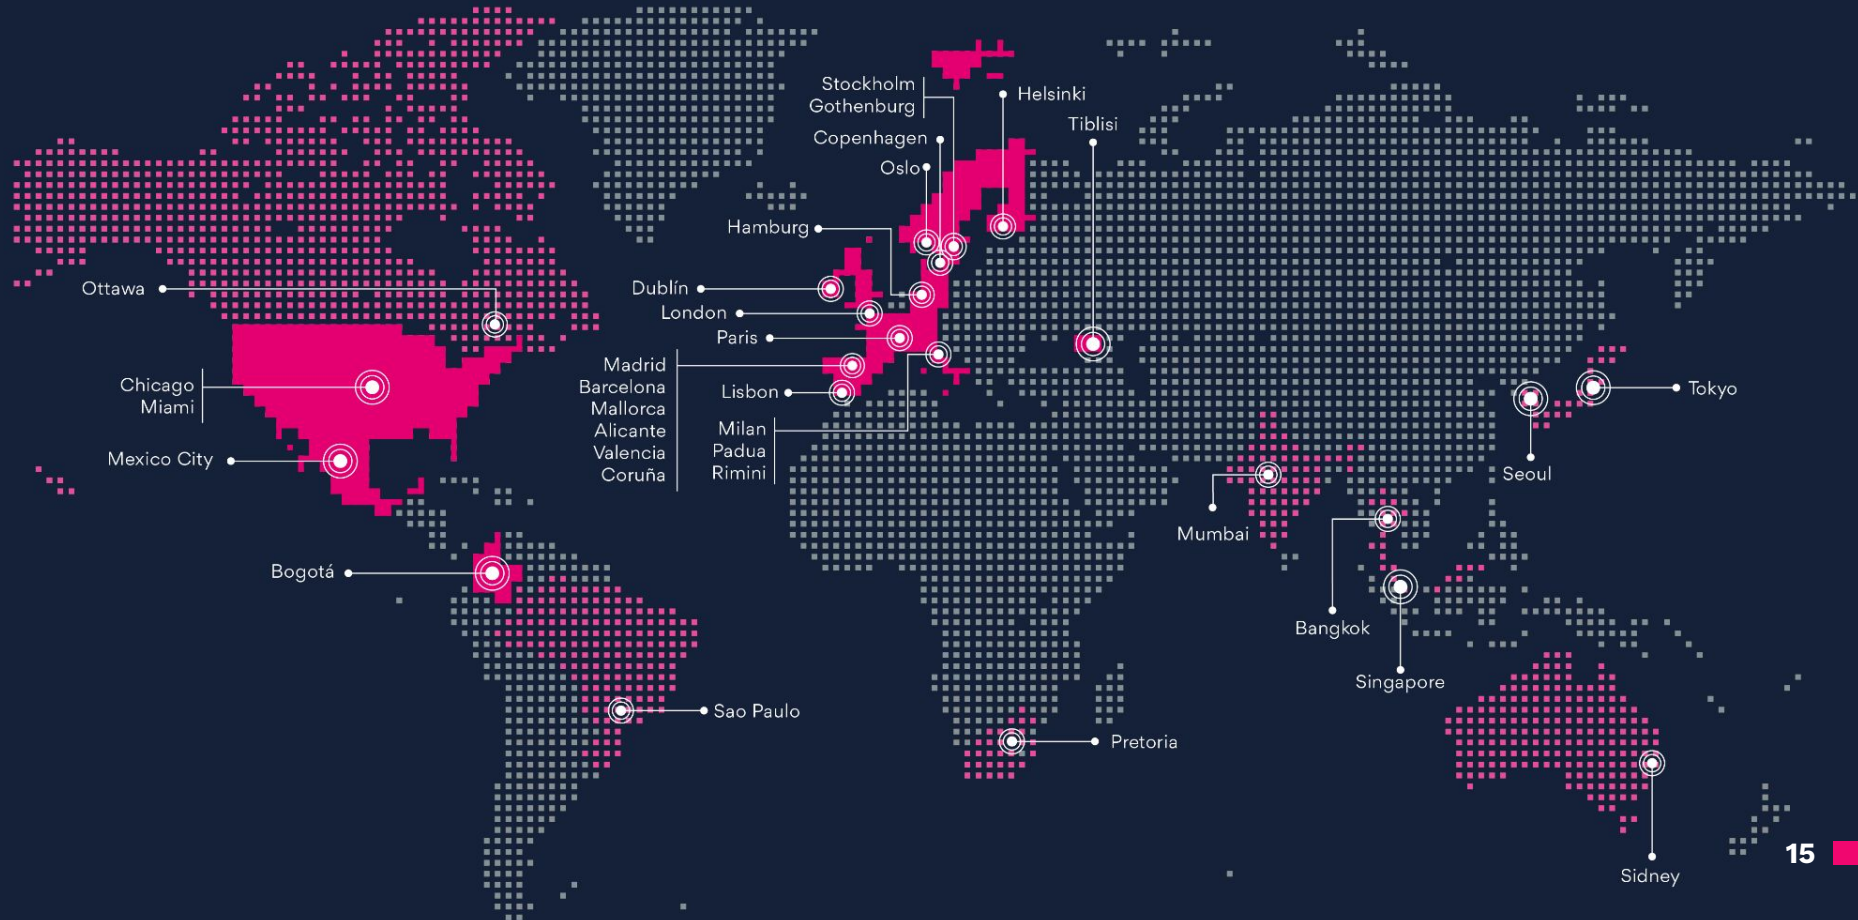 Stockholm
Gothenburg
Helsinki
Copenhagen
Tiblisi
Oslo
Hamburg
Ottawa
Dublín
London
Paris
Madrid
Barcelona
Mallorca
Alicante
Valencia
Coruña
Lisbon
Milan
Padua
Rimini
Chicago
Miami
Mexico City
Tokyo
Seoul
Mumbai
Bogotá
Bangkok
Singapore
Sao Paulo
Pretoria
Sidney
15